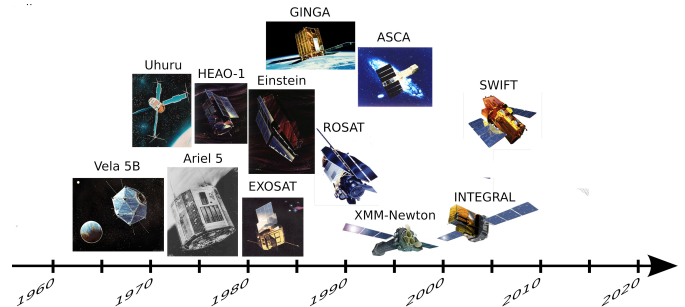 GINGA
ASCA
Uhuru
HEAO-1
Einstein
SWIFT
ROSAT
Vela 5B
Ariel 5
EXOSAT
XMM-Newton
INTEGRAL
1960
1970
1980
1990
2000
2010
2020